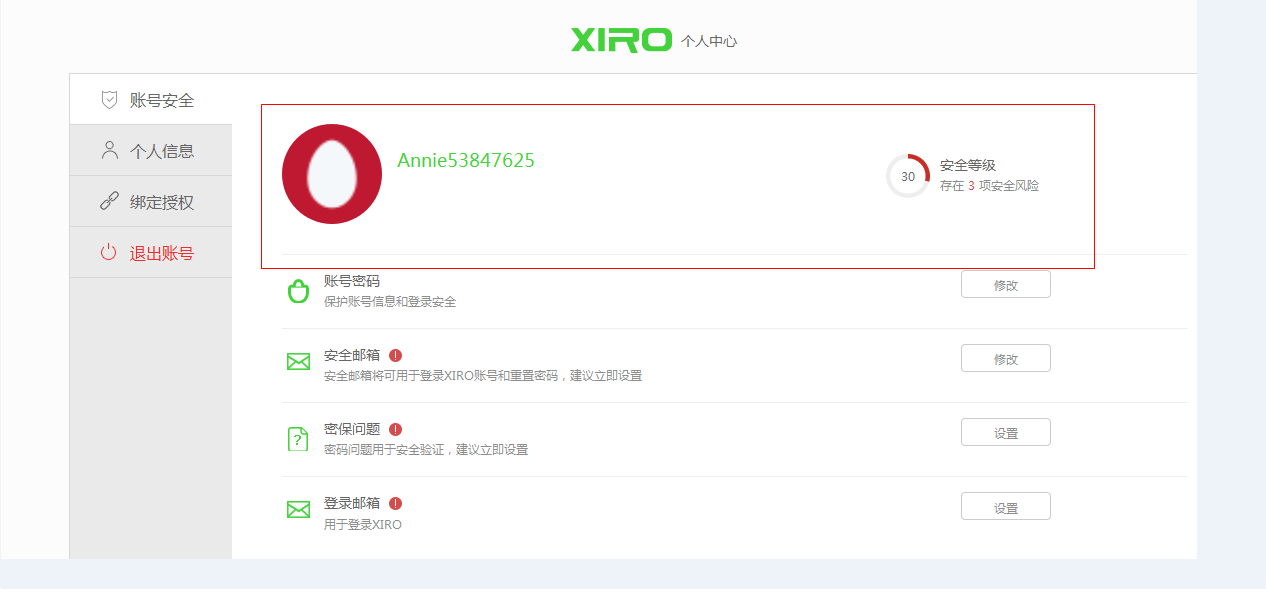 XIRO 个人中心
账号安全
个人信息
绑定授权
退出账号
Annie53847625
30
安全等级
存在 3 项安全风险
账号密码
保护账号信息和登录安全
修改
安全邮箱 !
安全邮箱将可用于登录XIRO账号和重置密码，建议立即设置
修改
密保问题 !
密码问题用于安全验证，建议立即设置
设置
登录邮箱 !
用于登录XIRO
设置